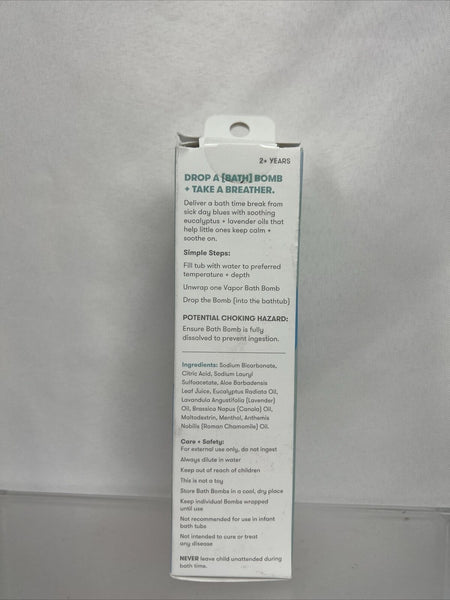 2+ YEARS
DROP A [BATH] BOMB
+ TAKE A BREATHER.
Deliver a bath time break from
sick day blues with soothing
eucalyptus + lavender oils that
help little ones keep calm +
soothe on.
Simple Steps:
Fill tub with water to preferred
temperature + depth
Unwrap one Vapor Bath Bomb
Drop the Bomb (into the bathtub)
POTENTIAL CHOKING HAZARD:
Ensure Bath Bomb is fully
dissolved to prevent ingestion.
Ingredients: Sodium Bicarbonate,
Citric Acid, Sodium Lauryl
Sulfoacetate, Aloe Barbadensis
Leaf Juice, Eucalyptus Radiata Oil,
Lavandula Angustifolia (Lavender)
Oil, Brassica Napus (Canola) Oil,
Maltodextrin, Menthol, Anthemis
Nobilis (Roman Chamomile) Oil.
Care + Safety:
For external use only, do not ingest
Always dilute in water
Keep out of reach of children
This is not a toy
Store Bath Bombs in a cool, dry place
Keep individual Bombs wrapped
until use
Not recommended for use in infant
bath tubs
Not intended to cure or treat
any disease
NEVER leave child unattended during
bath time.